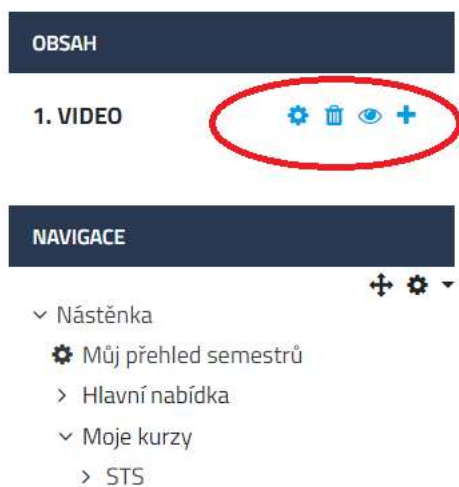 OBSAH
1. VIDEO
NAVIGACE
Nástěnka
Můj přehled semestrů
Hlavní nabídka
Moje kurzy
STS